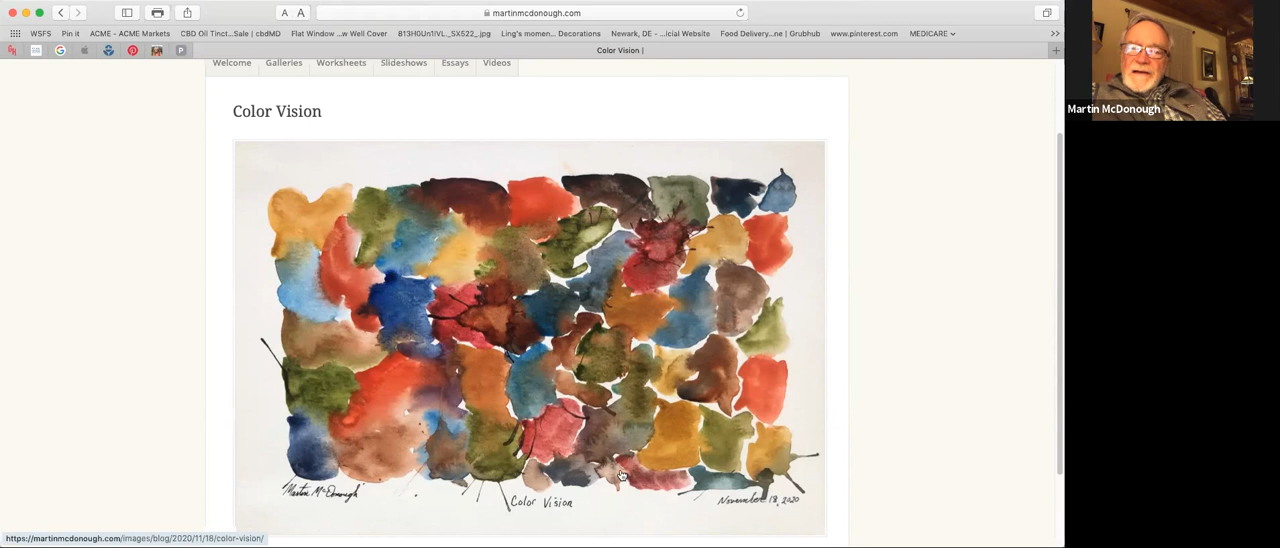 martinmcdonough.com
WSFS Pin it ACME - ACME Markets CBD Oil Tinct...Sale | cbdMD Flat Window ...w Well Cover 813H0Un1IVL._SX522_.jpg Ling's momen... Decorations Newark, DE - ...icial Website Food Delivery...ne | Grubhub www.pinterest.com MEDICARE
Color Vision |
Welcome Galleries Worksheets Slideshows Essays Videos
Color Vision
Martin McDonough
Martin McDonough
Color Vision
November 18, 2020
https://martinmcdonough.com/images/blog/2020/11/18/color-vision/